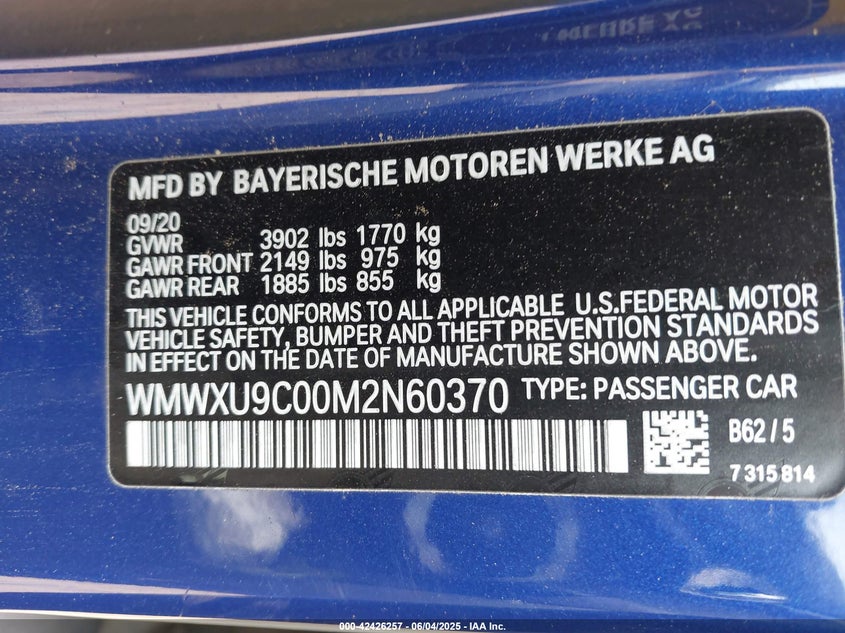 MFD BY BAYERISCHE MOTOREN WERKE AG
09/20
GVWR 3902 lbs 1770 kg
GAWR FRONT 2149 lbs 975 kg
GAWR REAR 1885 lbs 855 kg
THIS VEHICLE CONFORMS TO ALL APPLICABLE U.S.FEDERAL MOTOR
VEHICLE SAFETY, BUMPER AND THEFT PREVENTION STANDARDS
IN EFFECT ON THE DATE OF MANUFACTURE SHOWN ABOVE.
WMWXU9C00M2N60370 TYPE: PASSENGER CAR
B62/5
7315814
000-42426257 - 06/04/2025 - IAA Inc.